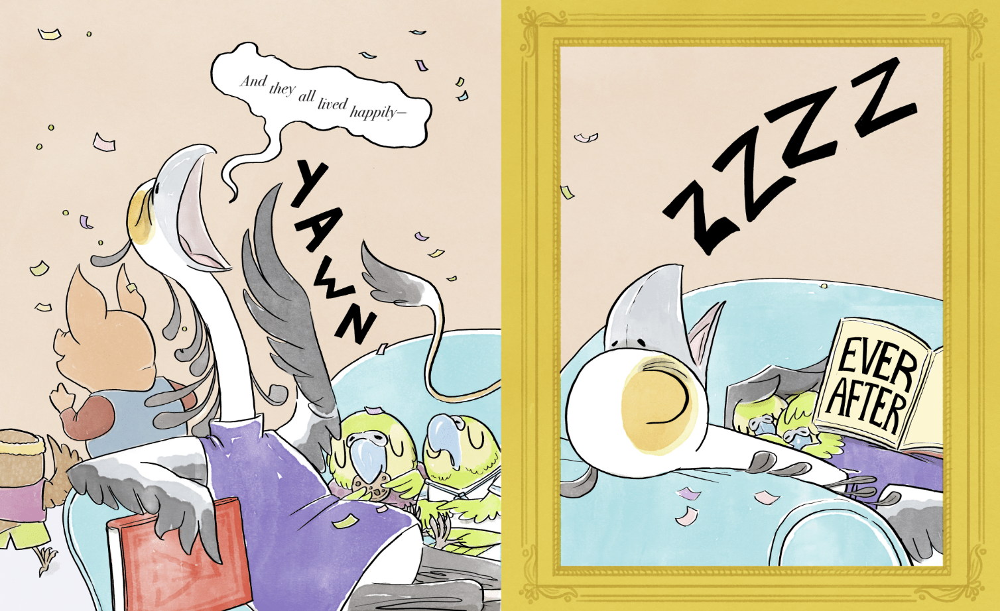 And they all lived happily—
YAWN
ZZZZ
EVER
AFTER